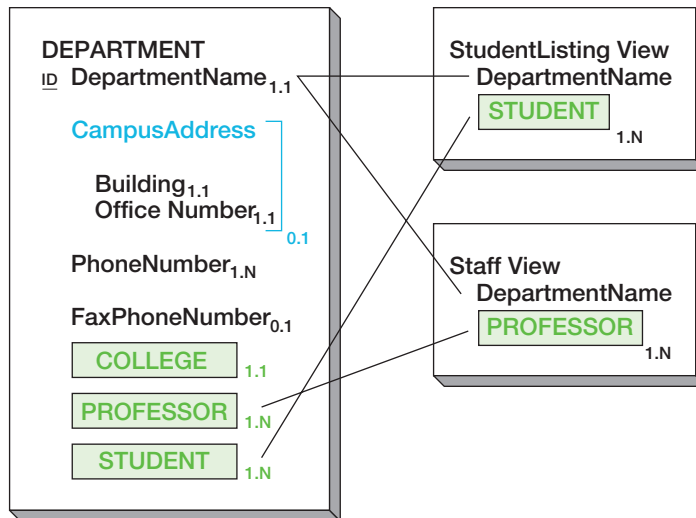 DEPARTMENT
ID DepartmentName1.1
CampusAddress
Building1.1
Office Number1.1
0.1
PhoneNumber1.N
FaxPhoneNumber0.1
COLLEGE 1.1
PROFESSOR 1.N
STUDENT 1.N
StudentListing View
DepartmentName
STUDENT
1.N
Staff View
DepartmentName
PROFESSOR
1.N